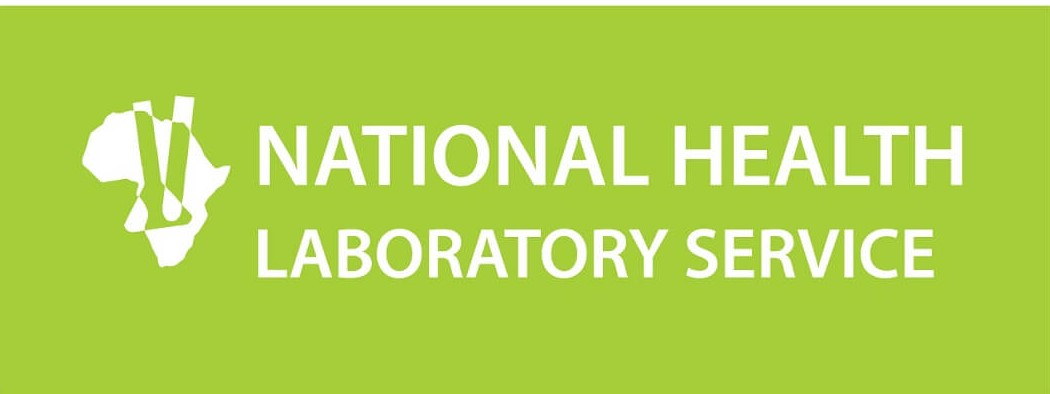 NATIONAL HEALTH
LABORATORY SERVICE